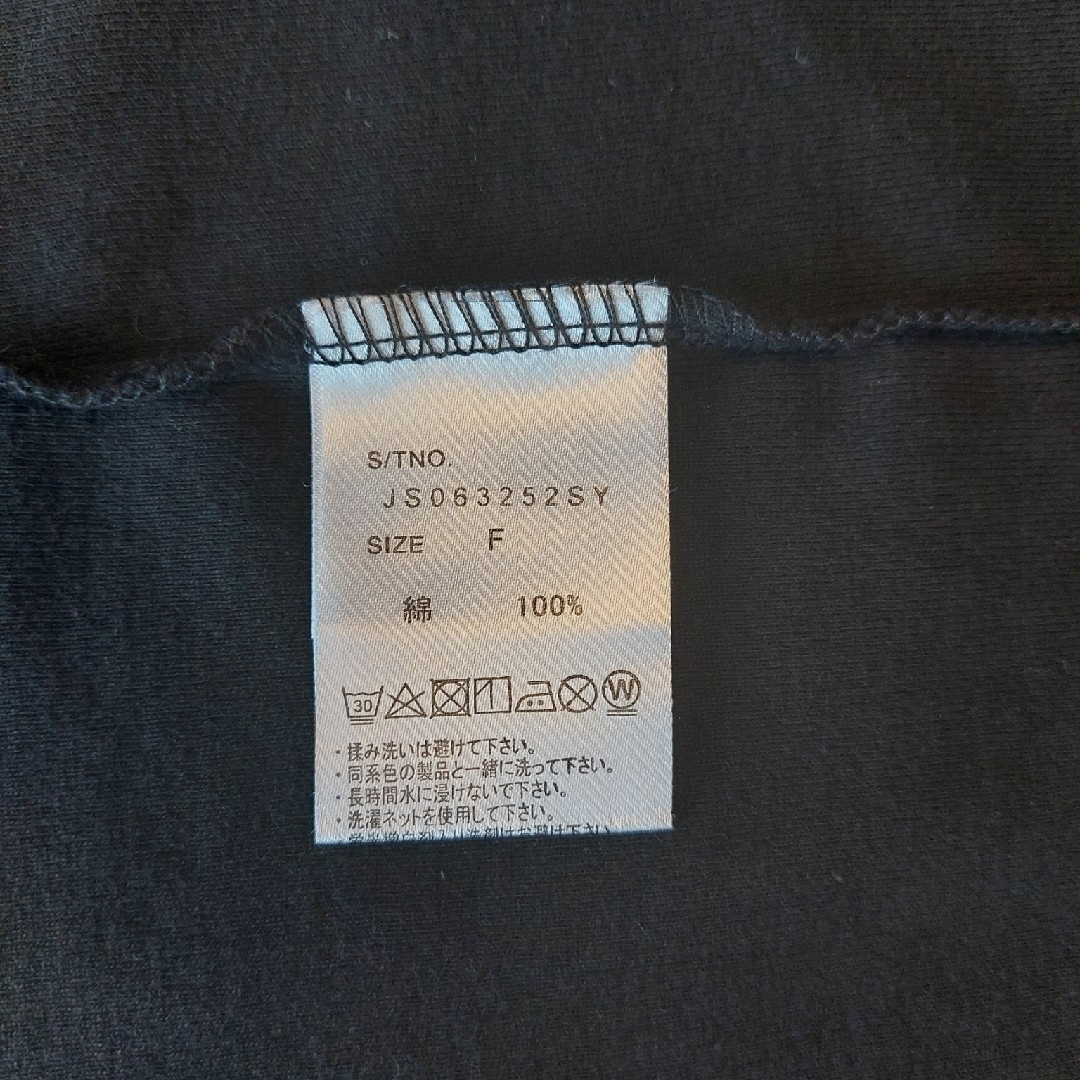 S/TNO.
JS063252SY
SIZE F
綿 100%
30 W
・揉み洗いは避けて下さい。
・同系色の製品と一緒に洗って下さい。
・長時間水に浸けないで下さい。
・洗濯ネットを使用して下さい。